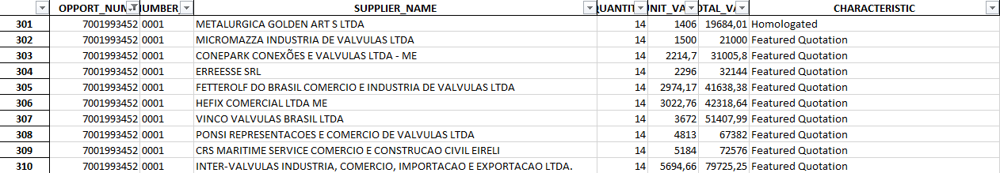 OPPORT_NUM NUMBER_ SUPPLIER_NAME QUANTIT UNIT_VA TOTAL_VA CHARACTERISTIC
301 7001993452 0001 METALURGICA GOLDEN ART S LTDA 14 1406 19684,01 Homologated
302 7001993452 0001 MICROMAZZA INDUSTRIA DE VALVULAS LTDA 14 1500 21000 Featured Quotation
303 7001993452 0001 CONEPARK CONEXÕES E VALVULAS LTDA - ME 14 2214,7 31005,8 Featured Quotation
304 7001993452 0001 ERREESSE SRL 14 2296 32144 Featured Quotation
305 7001993452 0001 FETTEROLF DO BRASIL COMERCIO E INDUSTRIA DE VALVULAS LTDA 14 2974,17 41638,38 Featured Quotation
306 7001993452 0001 HEFIX COMERCIAL LTDA ME 14 3022,76 42318,64 Featured Quotation
307 7001993452 0001 VINCO VALVULAS BRASIL LTDA 14 3672 51407,99 Featured Quotation
308 7001993452 0001 PONSI REPRESENTACOES E COMERCIO DE VALVULAS LTDA 14 4813 67382 Featured Quotation
309 7001993452 0001 CRS MARITIME SERVICE COMERCIO E CONSTRUCAO CIVIL EIRELI 14 5184 72576 Featured Quotation
310 7001993452 0001 INTER-VALVULAS INDUSTRIA, COMERCIO, IMPORTACAO E EXPORTACAO LTDA. 14 5694,66 79725,25 Featured Quotation